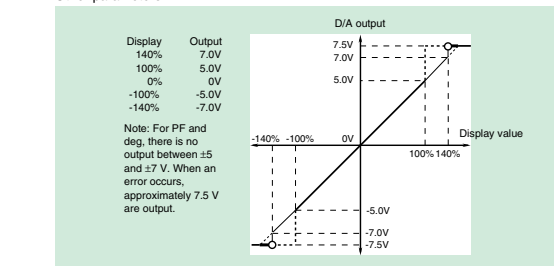 D/A output
Display Output
140% 7.0V
100% 5.0V
0% 0V
-100% -5.0V
-140% -7.0V
Note: For PF and
deg, there is no
output between ±5
and ±7 V. When an
error occurs,
approximately 7.5 V
are output.
7.5V
7.0V
5.0V
-140% -100% 0V
Display value
100% 140%
-5.0V
-7.0V
-7.5V